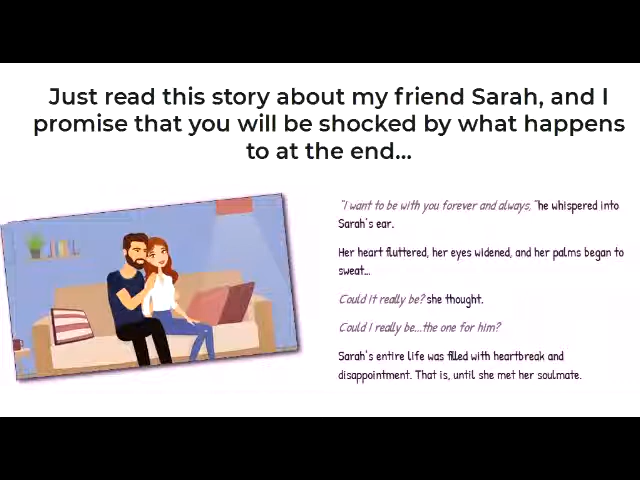 Just read this story about my friend Sarah, and I
promise that you will be shocked by what happens
to at the end...
"I want to be with you forever and always, "he whispered into
Sarah's ear.
Her heart fluttered, her eyes widened, and her palms began to
sweat...
Could it really be? she thought.
Could I really be...the one for him?
Sarah's entire life was filled with heartbreak and
disappointment. That is, until she met her soulmate.